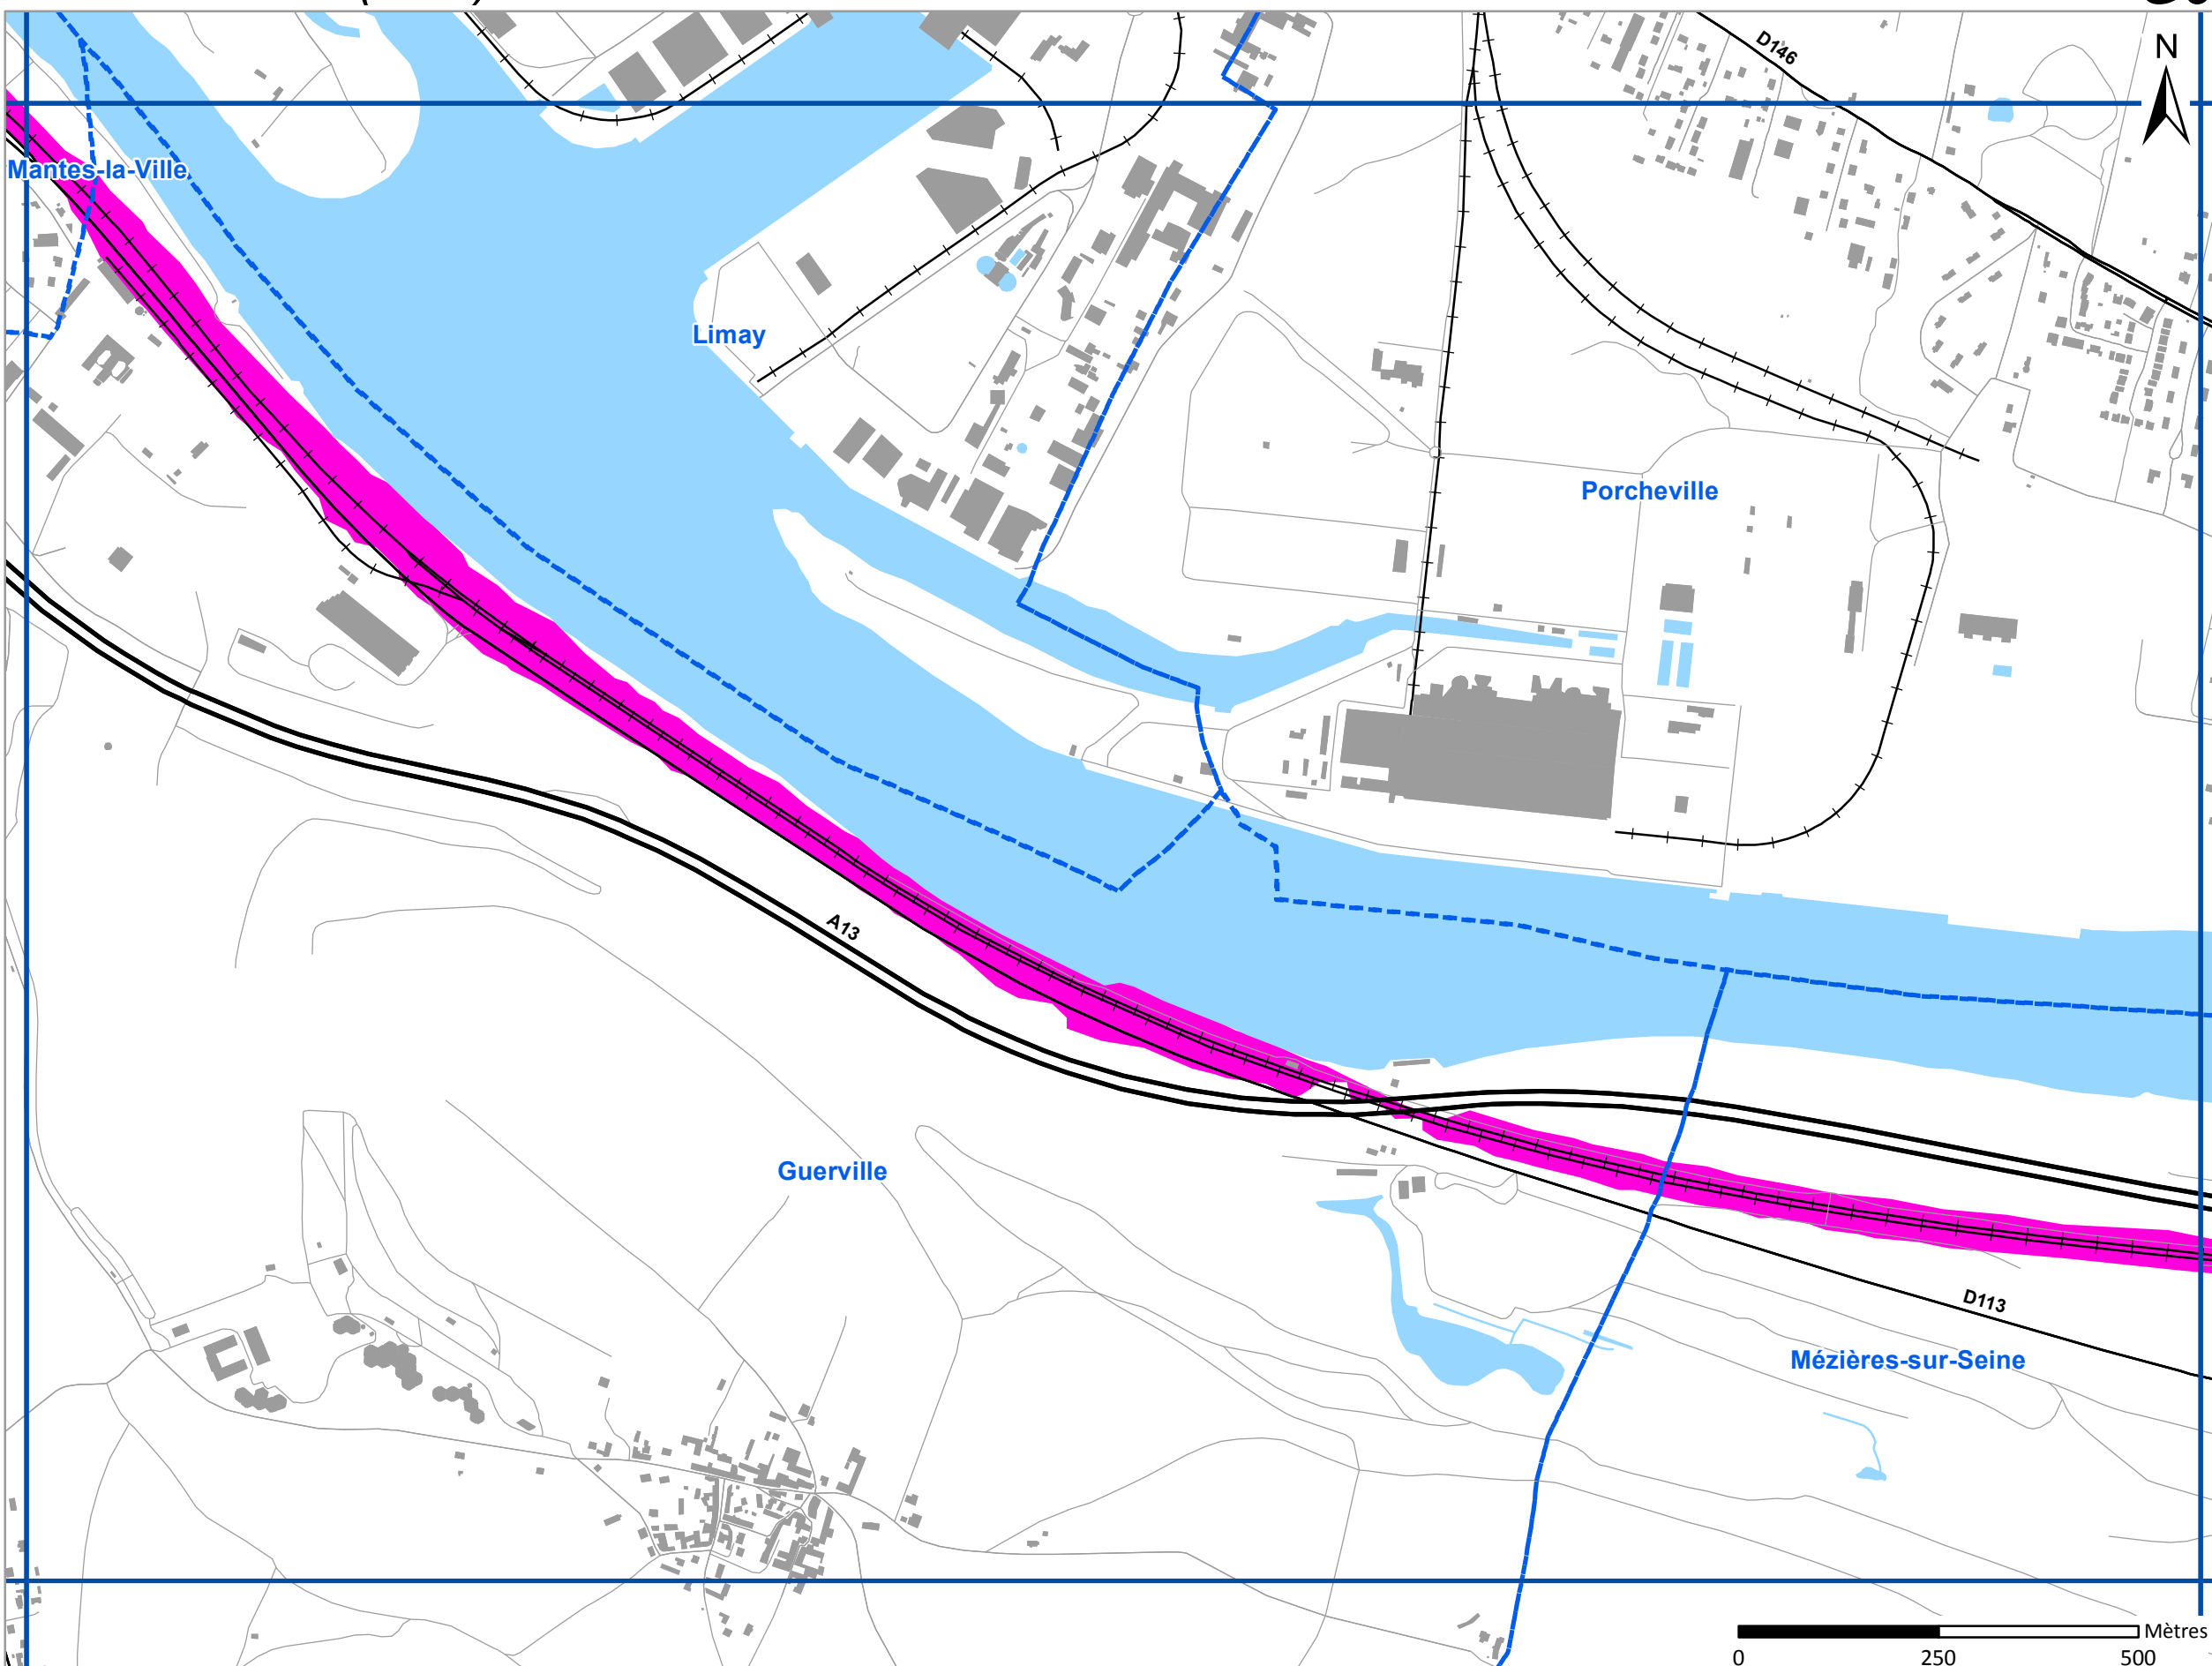 D146
N
Mantes-la-Ville
Limay
Porcheville
A13
Guerville
D113
Mézières-sur-Seine
Mètres
0 250 500